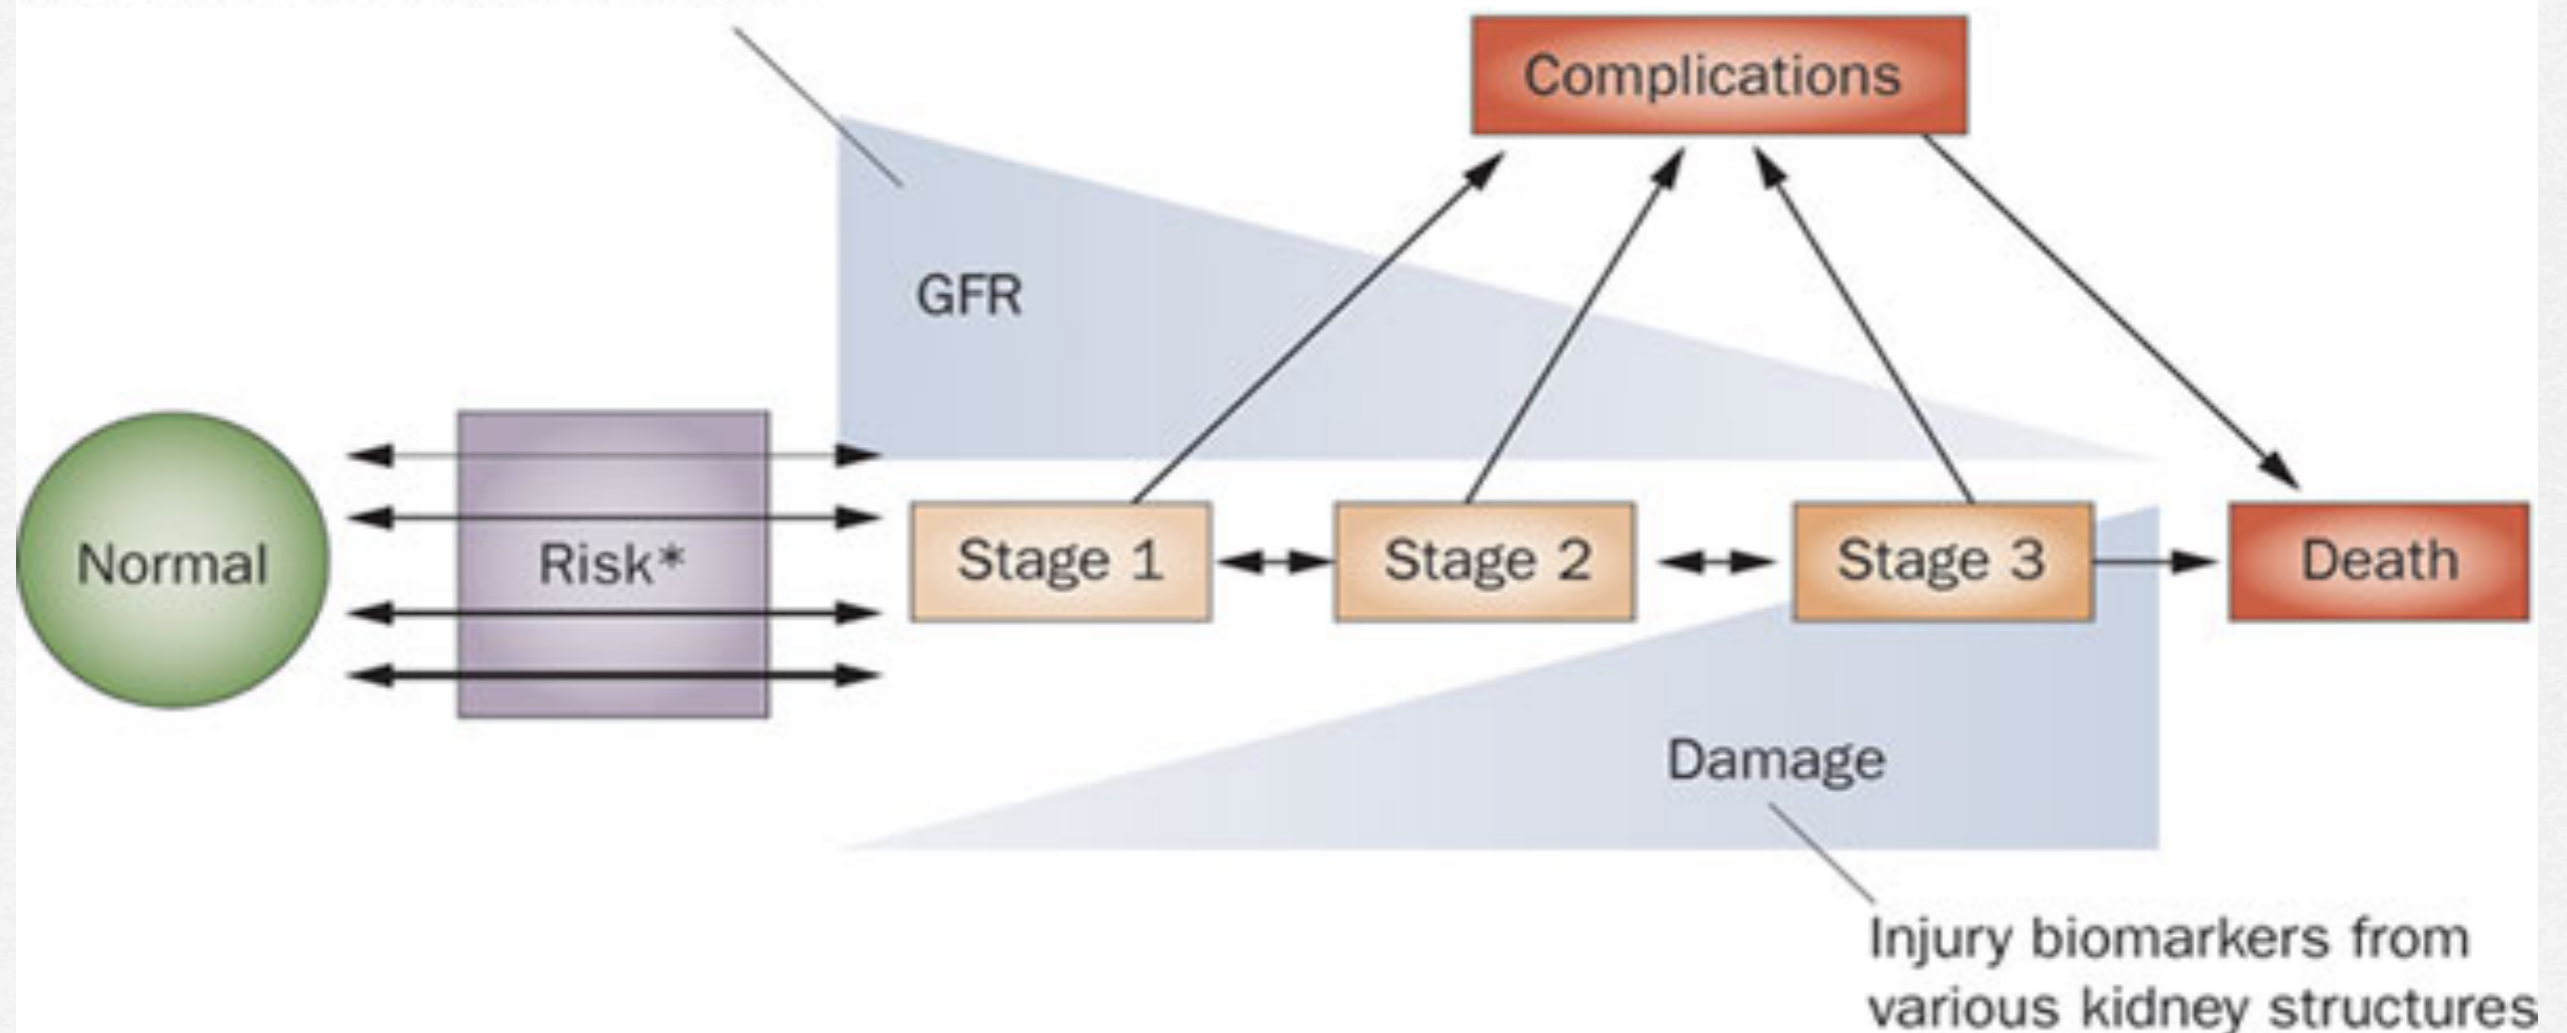 Complications
GFR
Normal
Risk*
Stage 1
Stage 2
Stage 3
Death
Damage
Injury biomarkers from
various kidney structures